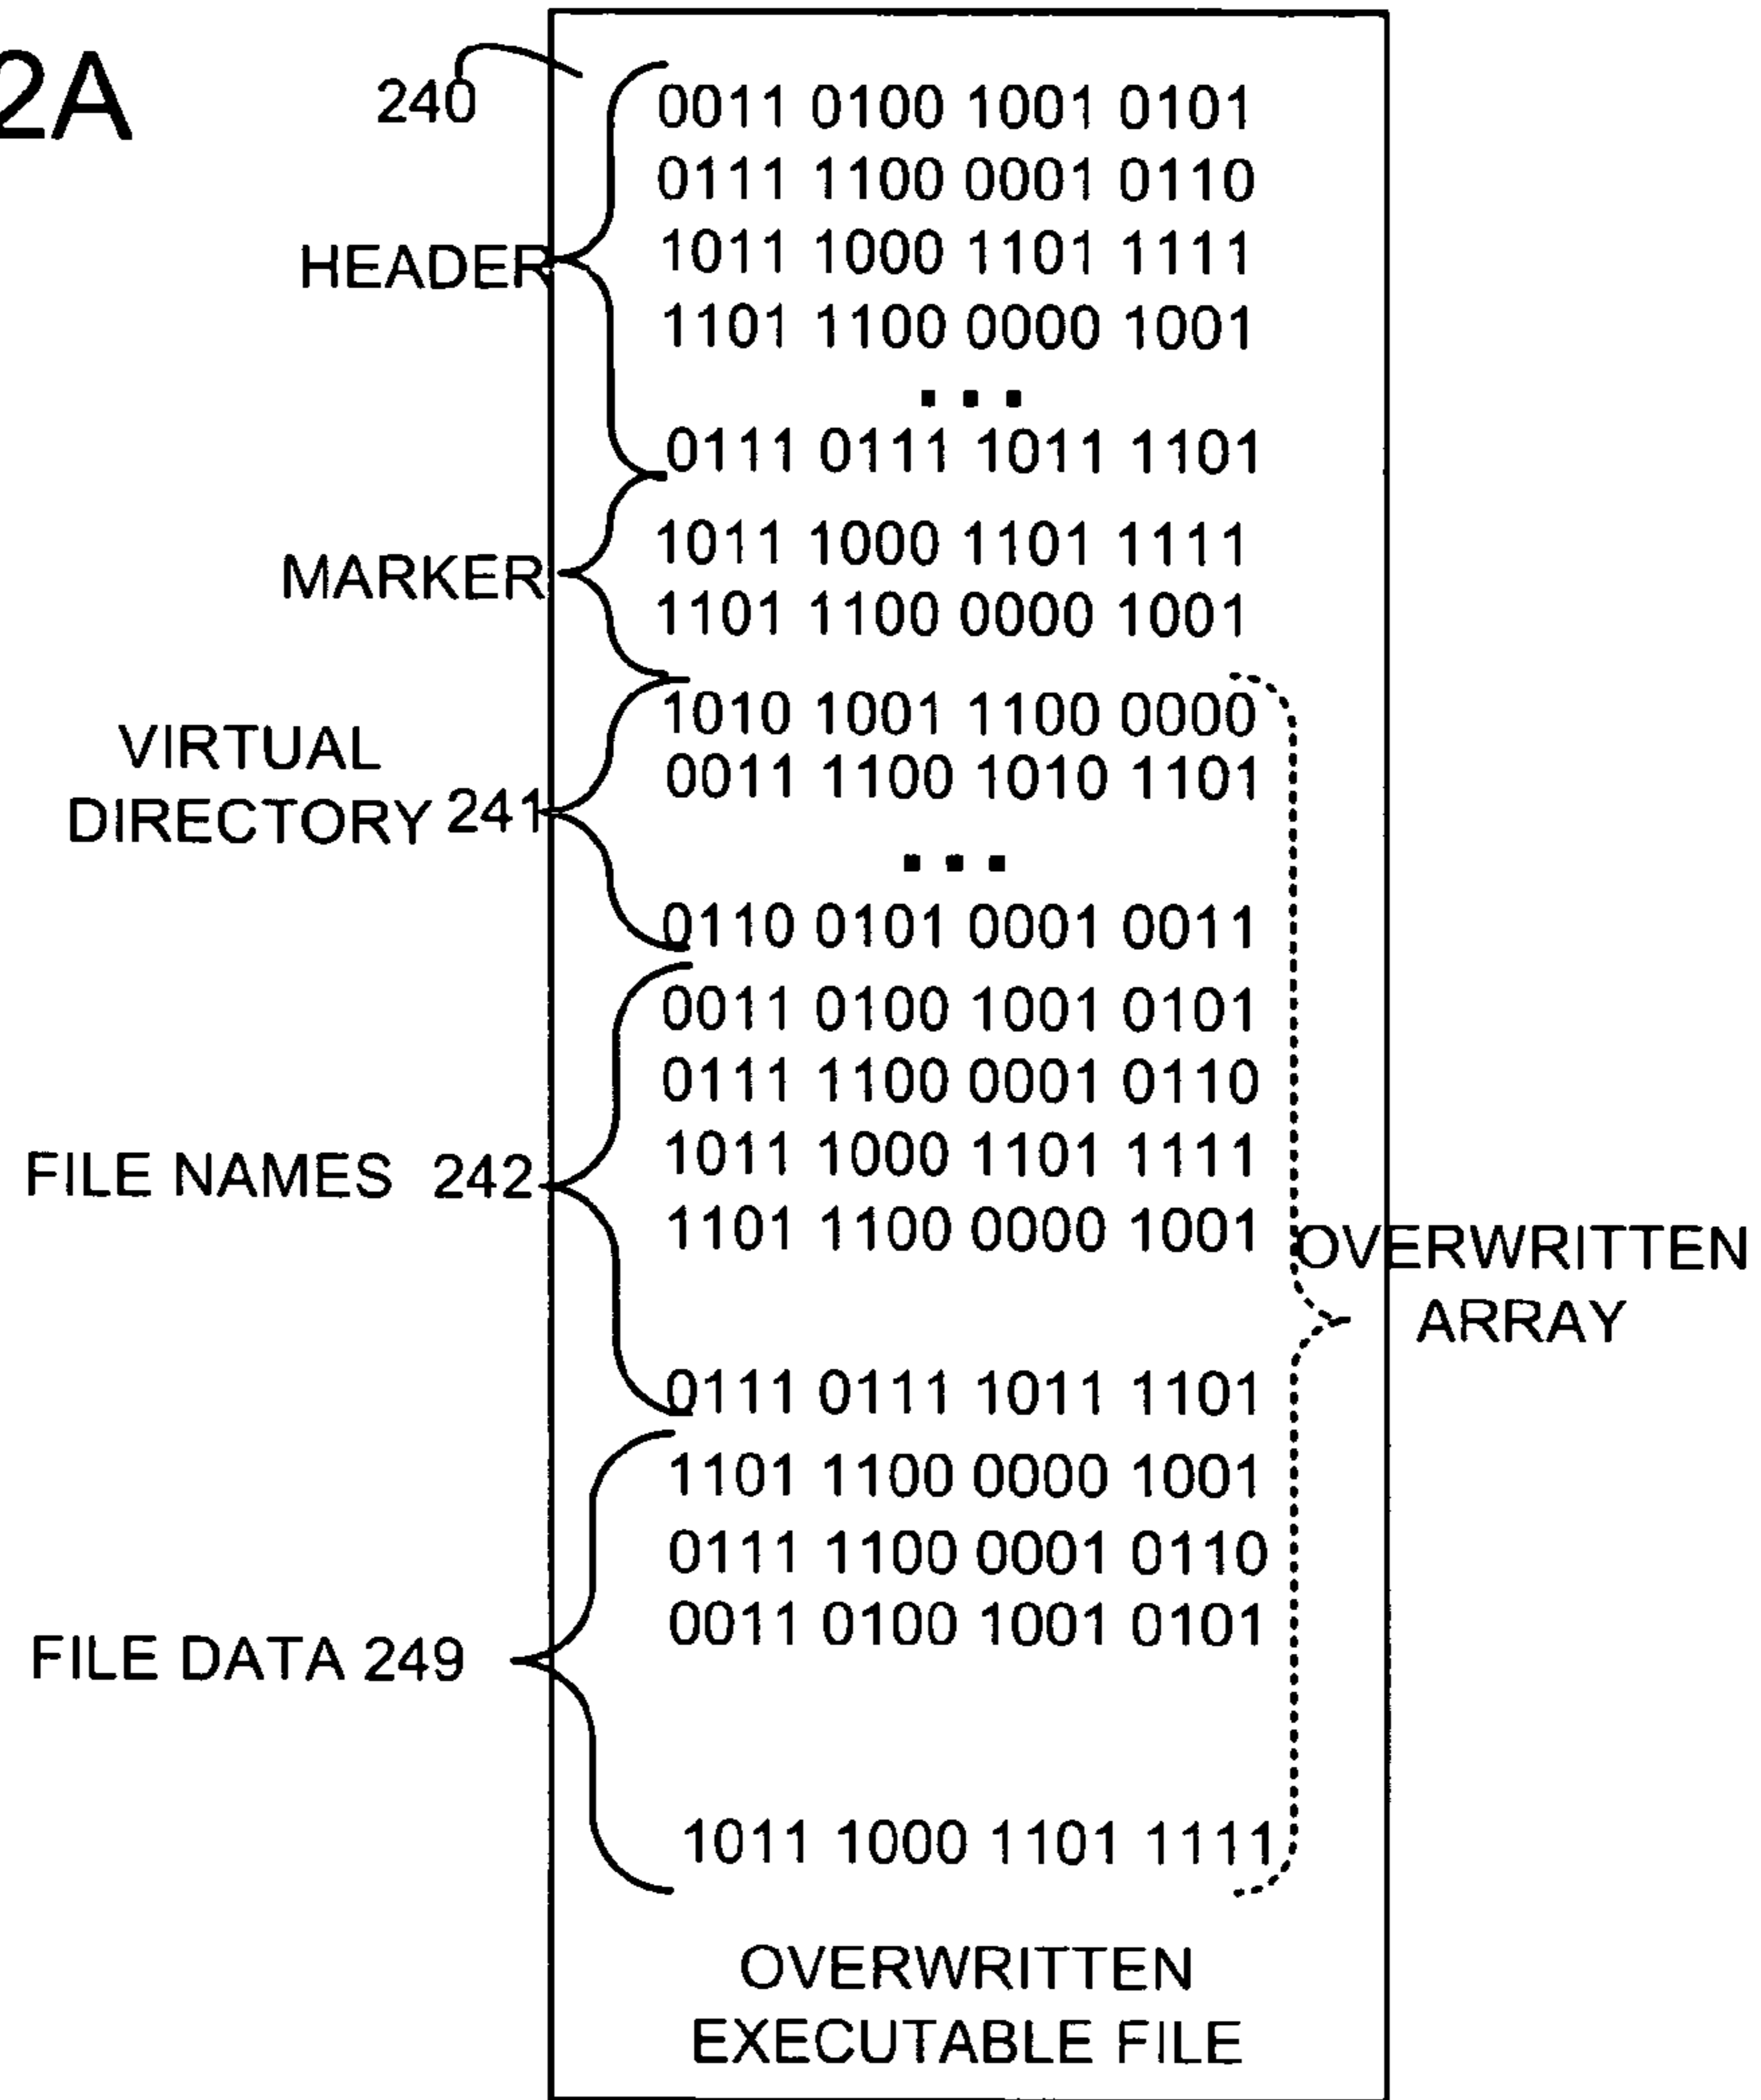 2A
240
0011 0100 1001 0101
0111 1100 0001 0110
HEADER
1011 1000 1101 1111
1101 1100 0000 1001
...
0111 0111 1011 1101
MARKER
1011 1000 1101 1111
1101 1100 0000 1001
VIRTUAL
DIRECTORY 241
1010 1001 1100 0000
0011 1100 1010 1101
...
0110 0101 0001 0011
FILE NAMES 242
0011 0100 1001 0101
0111 1100 0001 0110
1011 1000 1101 1111
1101 1100 0000 1001
0111 0111 1011 1101
OVERWRITTEN
ARRAY
FILE DATA 249
1101 1100 0000 1001
0111 1100 0001 0110
0011 0100 1001 0101
1011 1000 1101 1111
OVERWRITTEN
EXECUTABLE FILE